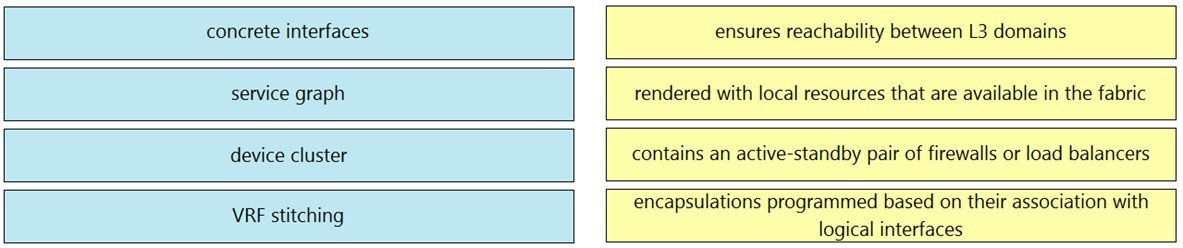 concrete interfaces
service graph
device cluster
VRF stitching
ensures reachability between L3 domains
rendered with local resources that are available in the fabric
contains an active-standby pair of firewalls or load balancers
encapsulations programmed based on their association with
logical interfaces